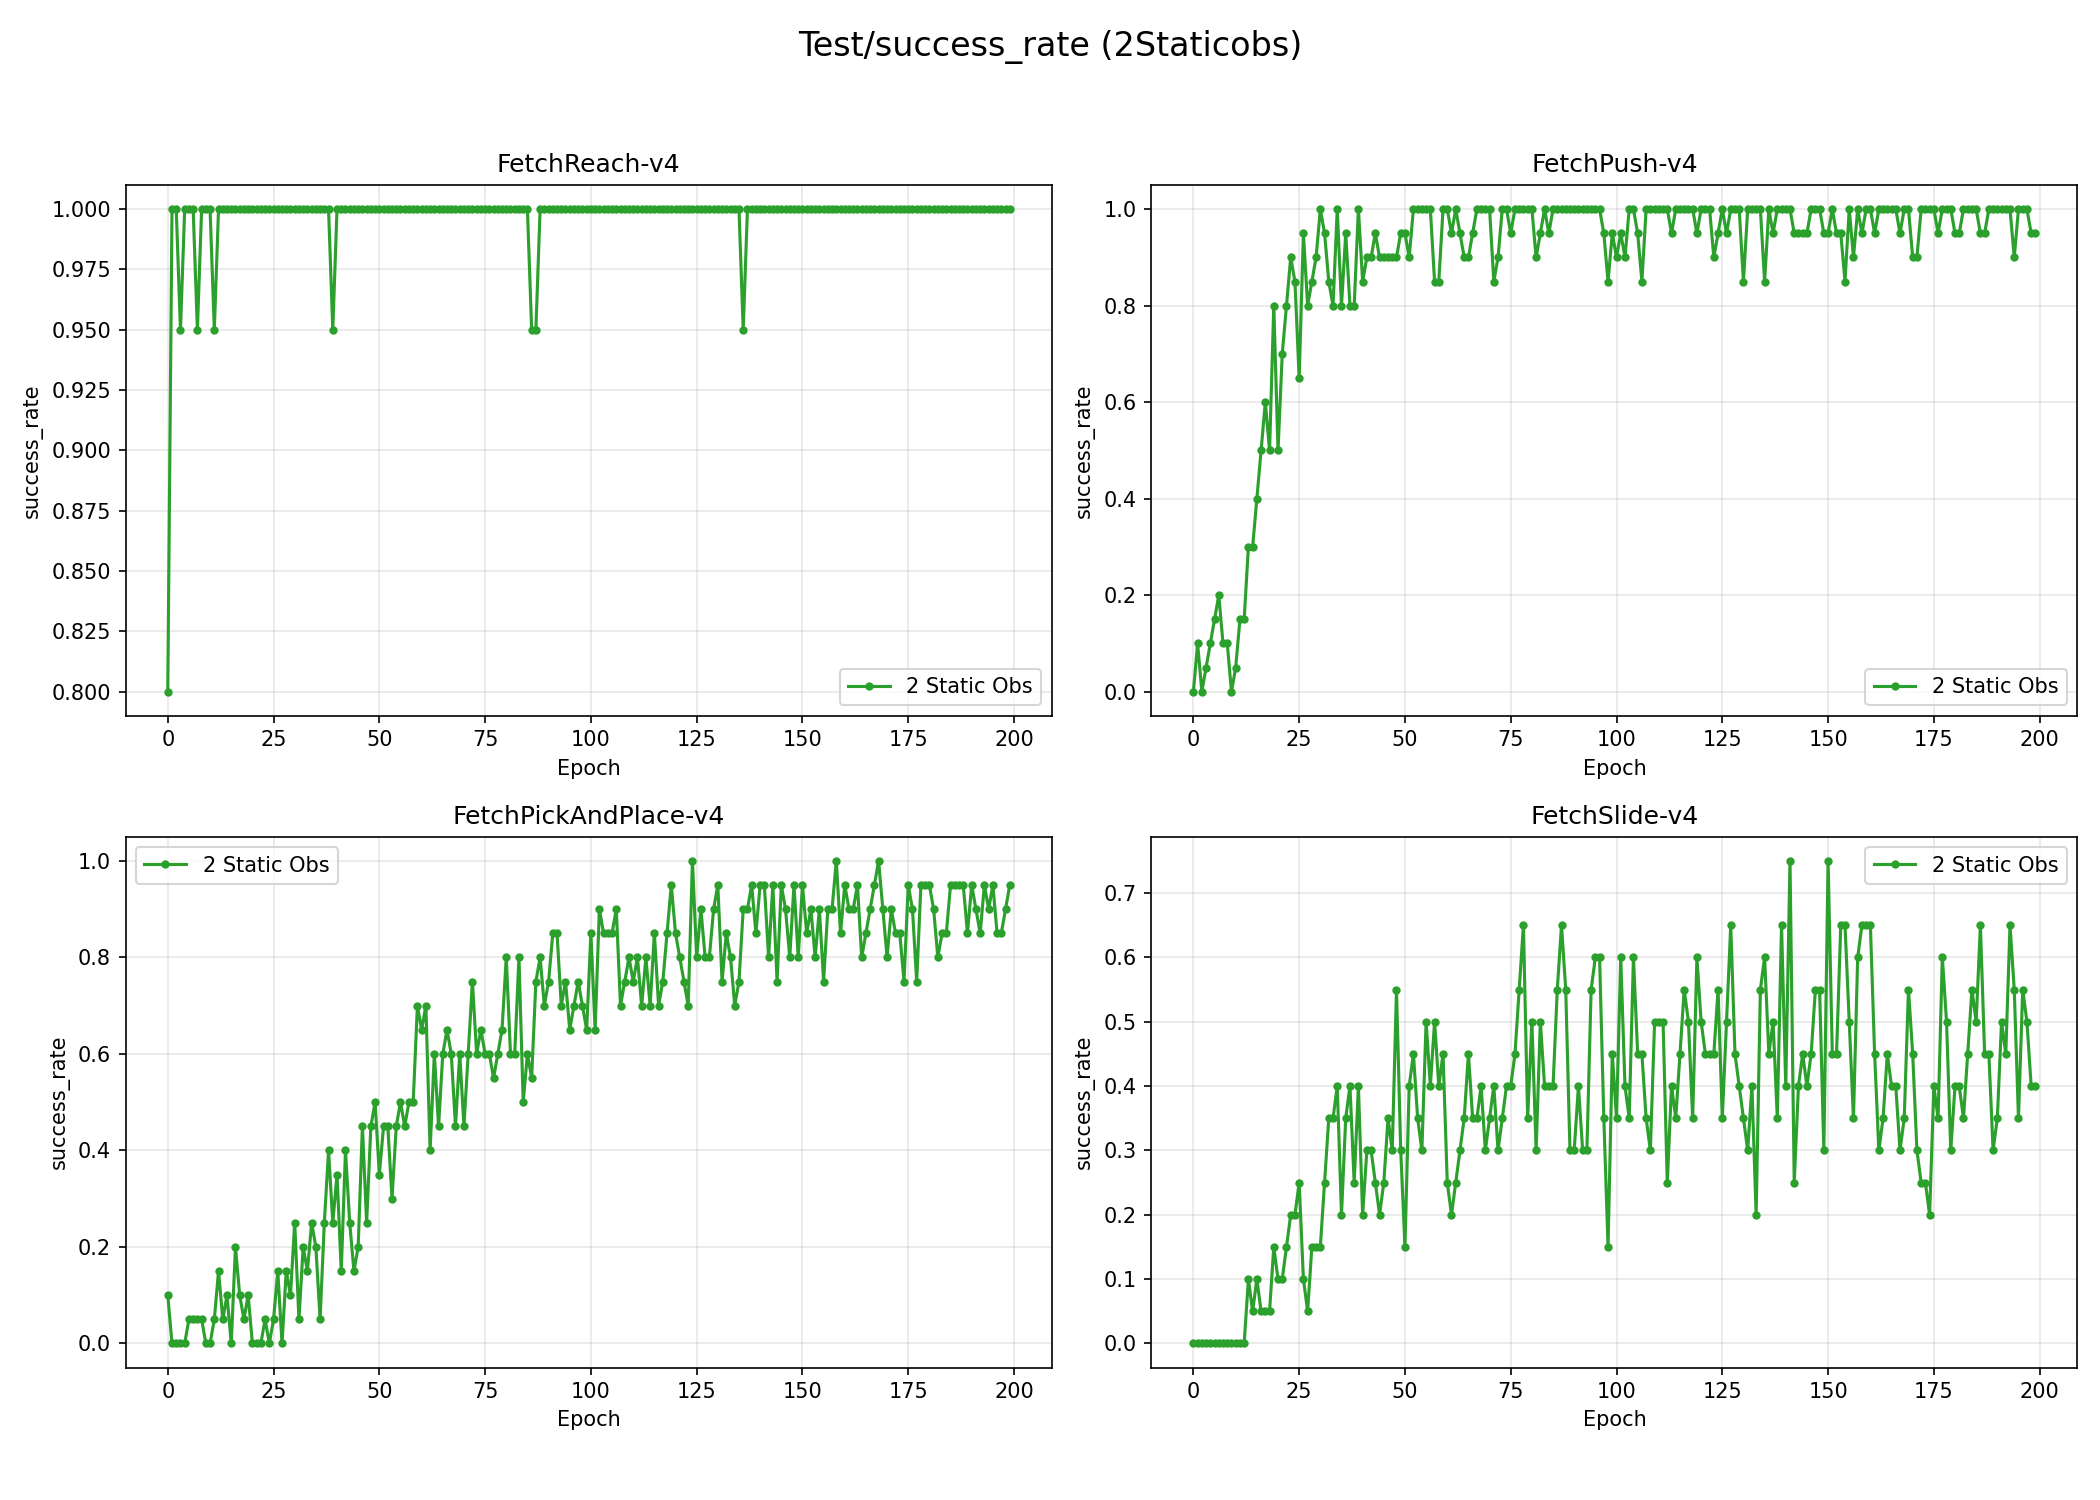 Test/success_rate (2Staticobs)
FetchReach-v4
success_rate
1.000
0.975
0.950
0.925
0.900
0.875
0.850
0.825
0.800
2 Static Obs
0 25 50 75 100 125 150 175 200
Epoch
FetchPush-v4
success_rate
1.0
0.8
0.6
0.4
0.2
0.0
2 Static Obs
0 25 50 75 100 125 150 175 200
Epoch
FetchPickAndPlace-v4
success_rate
1.0
0.8
0.6
0.4
0.2
0.0
2 Static Obs
0 25 50 75 100 125 150 175 200
Epoch
FetchSlide-v4
success_rate
0.7
0.6
0.5
0.4
0.3
0.2
0.1
0.0
2 Static Obs
0 25 50 75 100 125 150 175 200
Epoch